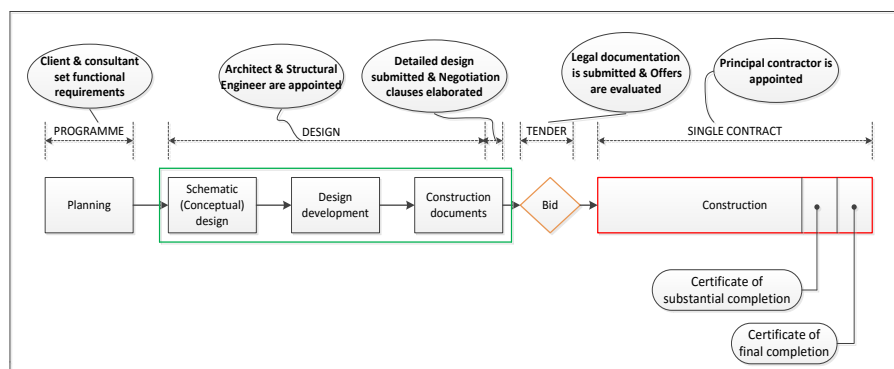 Client & consultant
set functional
requirements
Architect & Structural
Engineer are appointed
Detailed design
submitted & Negotiation
clauses elaborated
Legal documentation
is submitted & Offers
are evaluated
Principal contractor is
appointed
PROGRAMME
DESIGN
TENDER
SINGLE CONTRACT
Planning
Schematic
(Conceptual)
design
Design
development
Construction
documents
Bid
Construction
Certificate of
substantial completion
Certificate of
final completion